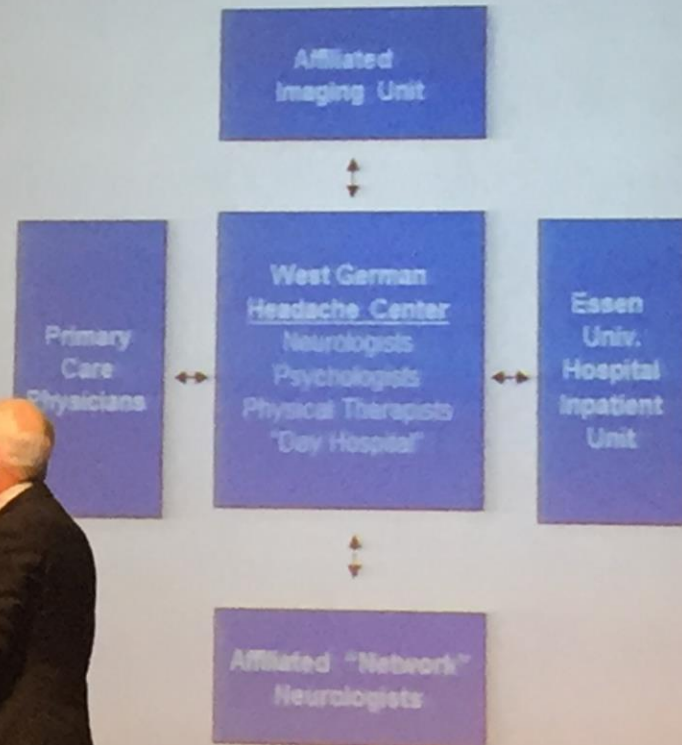 Affiliated
Imaging Unit
West German
Headache Center
Neurologists
Psychologists
Physical Therapists
"Day Hospital"
Primary
Care
Physicians
Essen
Univ.
Hospital
Inpatient
Unit
Affiliated "Network"
Neurologists